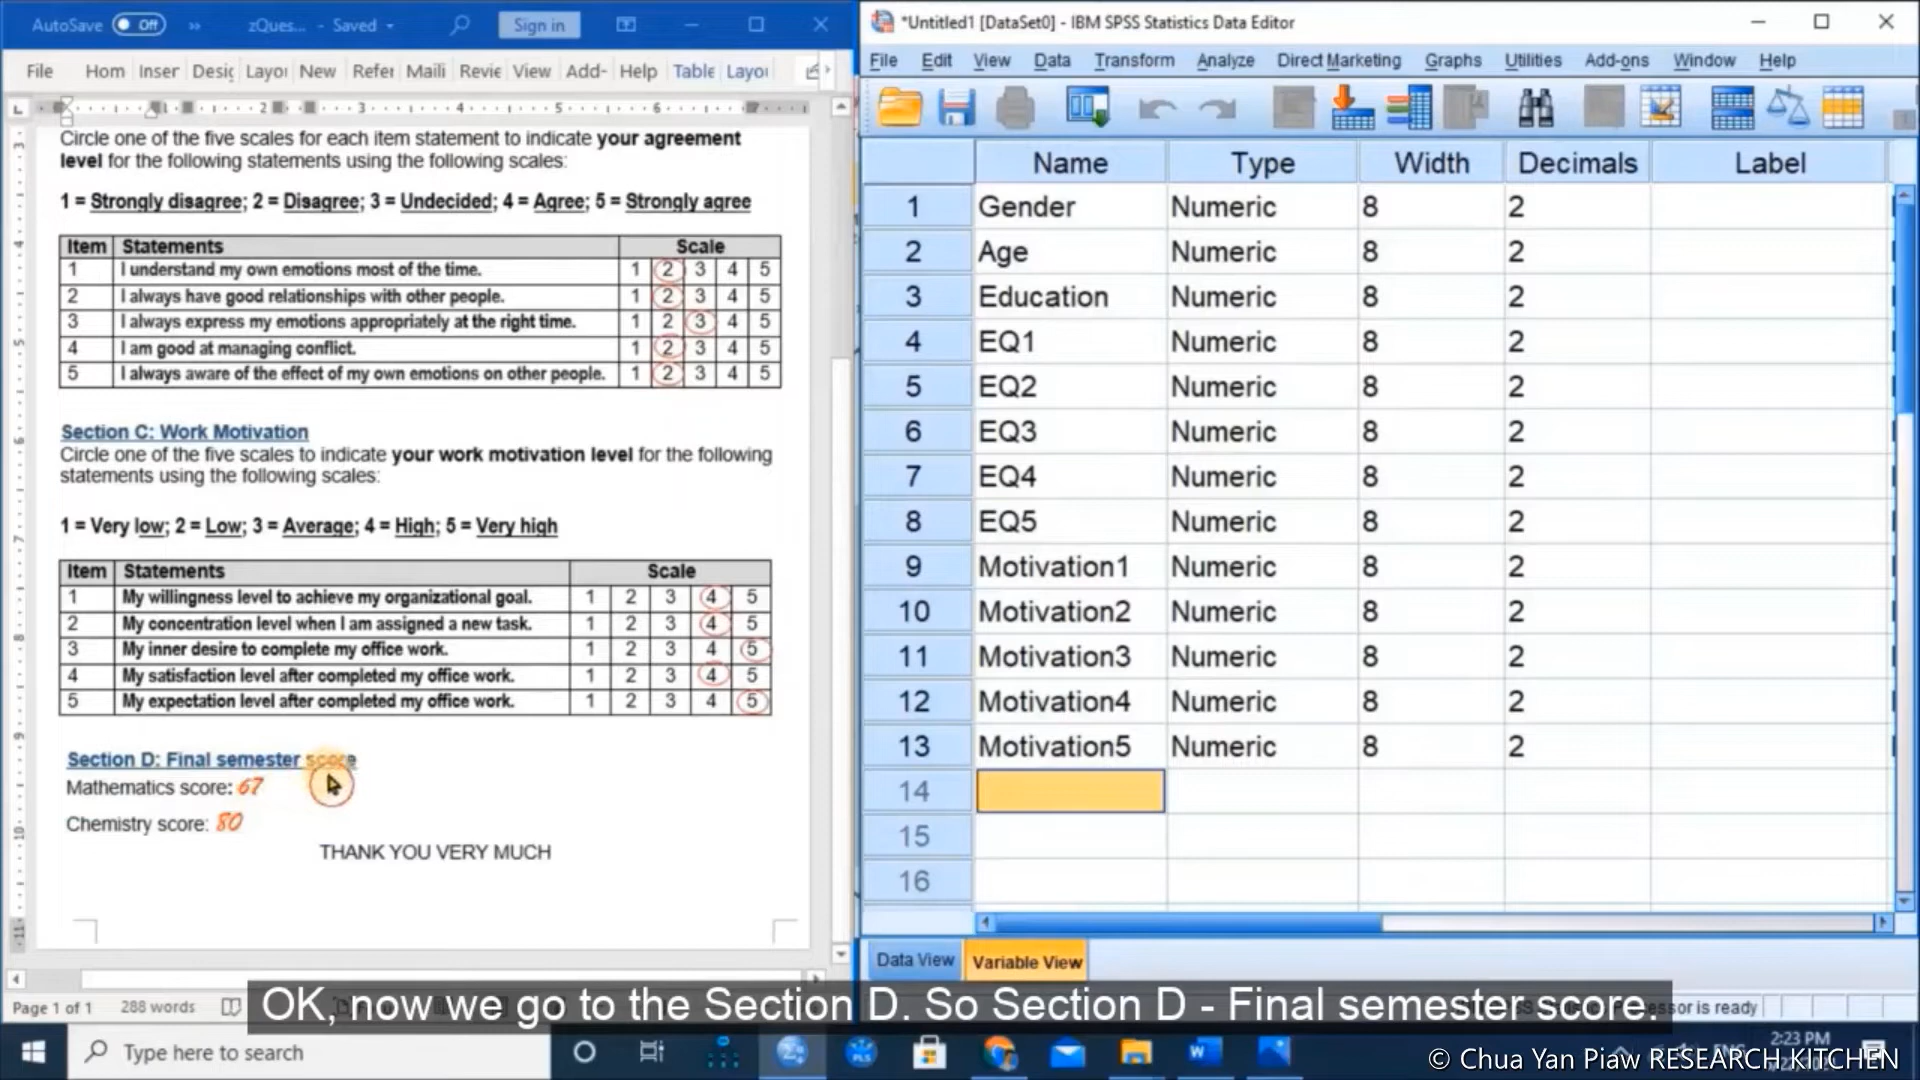 AutoSave Off » zQues... - Saved Sign in
File Hom Inser Desig Layou New Refer Maili Revie View Add- Help Table Layou
Circle one of the five scales for each item statement to indicate your agreement
level for the following statements using the following scales:
1 = Strongly disagree; 2 = Disagree; 3 = Undecided; 4 = Agree; 5 = Strongly agree
Item Statements Scale
1 I understand my own emotions most of the time. 1 2 3 4 5
2 I always have good relationships with other people. 1 2 3 4 5
3 I always express my emotions appropriately at the right time. 1 2 3 4 5
4 I am good at managing conflict. 1 2 3 4 5
5 I always aware of the effect of my own emotions on other people. 1 2 3 4 5
Section C: Work Motivation
Circle one of the five scales to indicate your work motivation level for the following
statements using the following scales:
1 = Very low; 2 = Low; 3 = Average; 4 = High; 5 = Very high
Item Statements Scale
1 My willingness level to achieve my organizational goal. 1 2 3 4 5
2 My concentration level when I am assigned a new task. 1 2 3 4 5
3 My inner desire to complete my office work. 1 2 3 4 5
4 My satisfaction level after completed my office work. 1 2 3 4 5
5 My expectation level after completed my office work. 1 2 3 4 5
Section D: Final semester score
Mathematics score: 67
Chemistry score: 80
THANK YOU VERY MUCH
Page 1 of 1 288 words
*Untitled1 [DataSet0] - IBM SPSS Statistics Data Editor
File Edit View Data Transform Analyze Direct Marketing Graphs Utilities Add-ons Window Help
Name Type Width Decimals Label
1 Gender Numeric 8 2
2 Age Numeric 8 2
3 Education Numeric 8 2
4 EQ1 Numeric 8 2
5 EQ2 Numeric 8 2
6 EQ3 Numeric 8 2
7 EQ4 Numeric 8 2
8 EQ5 Numeric 8 2
9 Motivation1 Numeric 8 2
10 Motivation2 Numeric 8 2
11 Motivation3 Numeric 8 2
12 Motivation4 Numeric 8 2
13 Motivation5 Numeric 8 2
14
15
16
Data View Variable View
OK, now we go to the Section D. So Section D - Final semester score.
is ready
Type here to search
2:23 PM
© Chua Yan Piaw RESEARCH KITCHEN